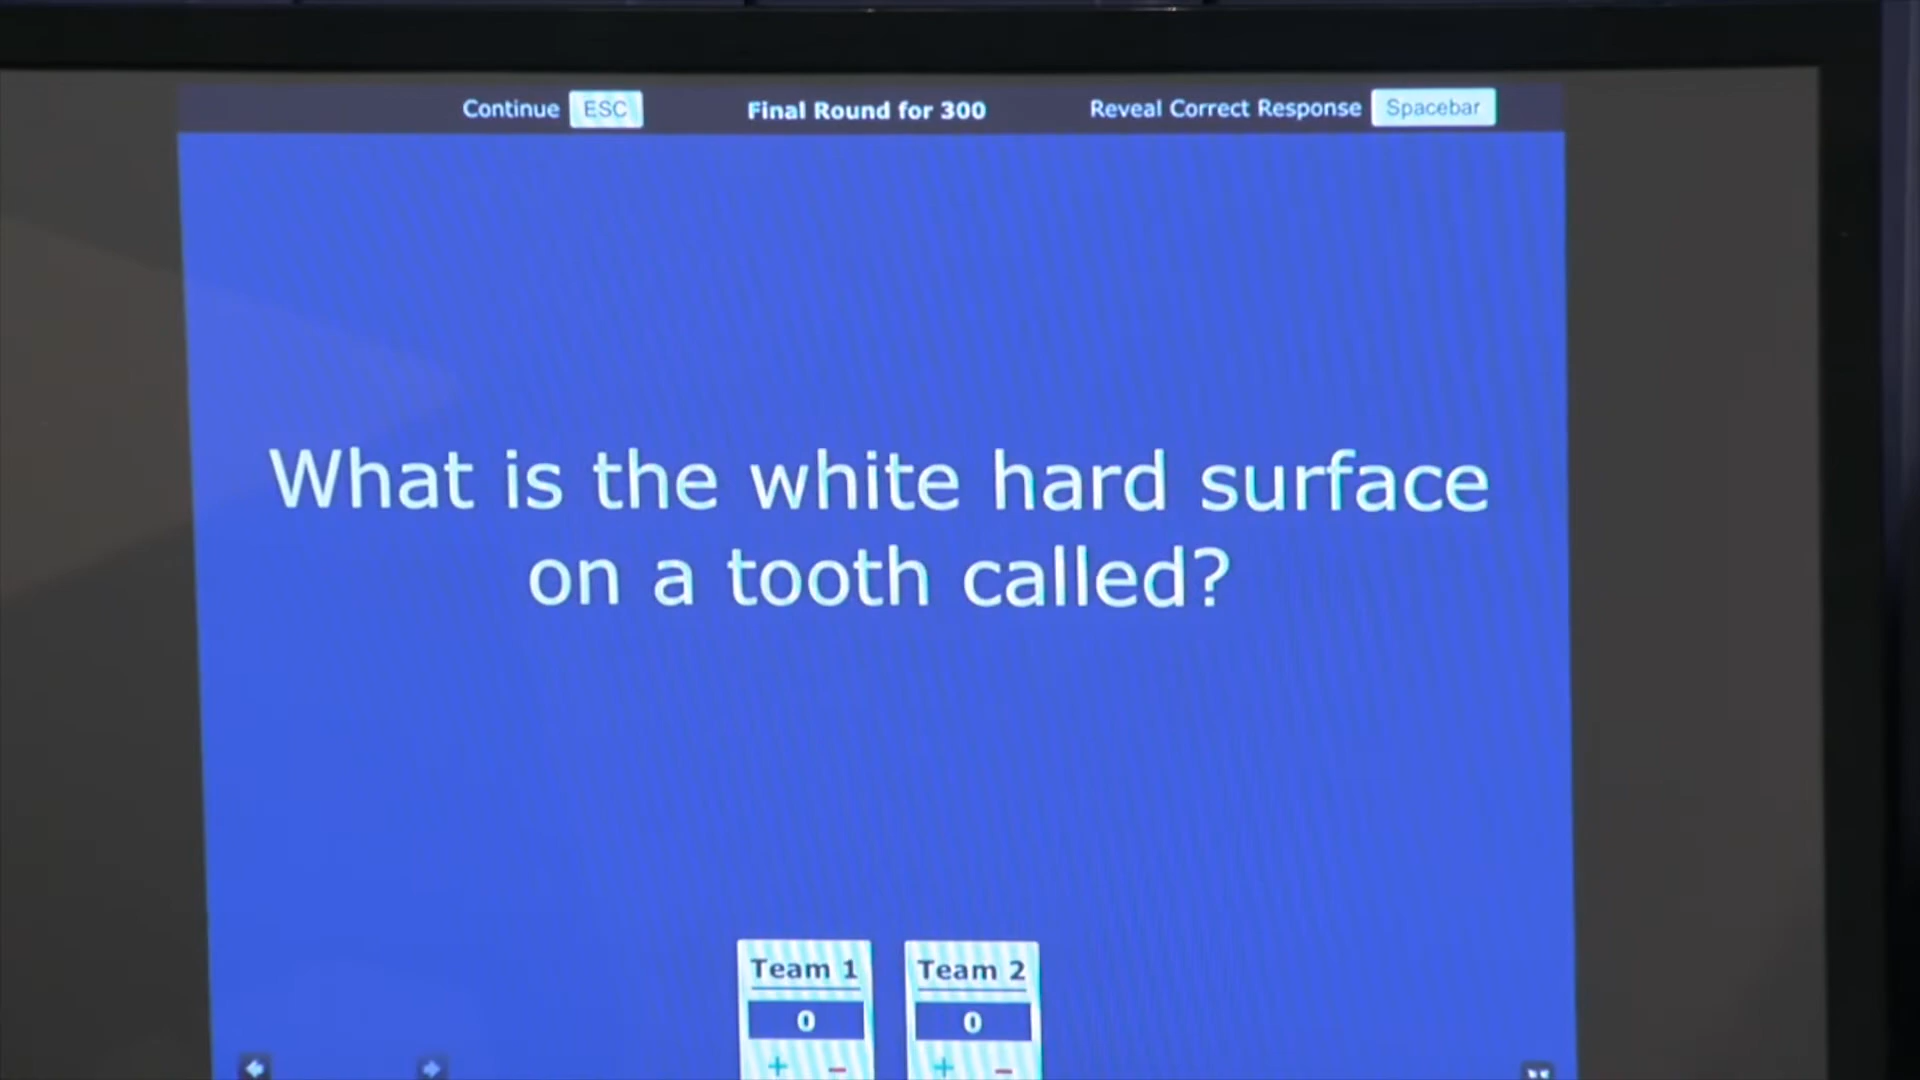 Continue ESC Final Round for 300 Reveal Correct Response Spacebar
What is the white hard surface
on a tooth called?
Team 1 Team 2
0 0
+ - + -